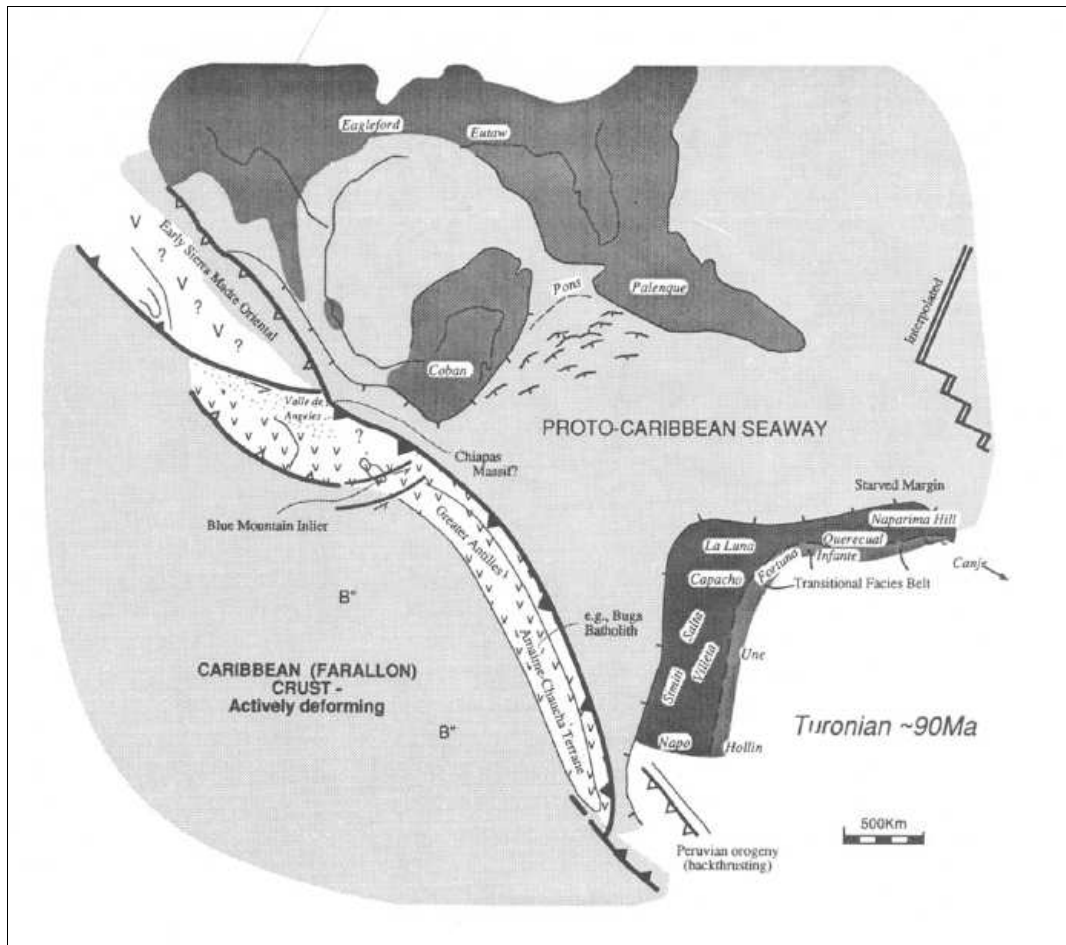 Eagleford
Eutaw
Early Sierra Madre Oriental
V
V
?
V
?
V
?
Pons
Palenque
Interpolated
Coban
Valle de
Angeles
?
PROTO-CARIBBEAN SEAWAY
Chiapas
Massif?
Blue Mountain Inlier
Greater Antilles
Starved Margin
Naparima Hill
La Luna
Querecual
Infante
Fortuna
Canje
Capacho
Transitional Facies Belt
B"
e.g., Buga
Batholith
Salto
Une
Villeta
Simiti
CARIBBEAN (FARALLON)
CRUST -
Actively deforming
Amaime-Chaucha Terrane
B"
Turonian ~90Ma
Napo
Hollin
500Km
Peruvian orogeny
(backthrusting)